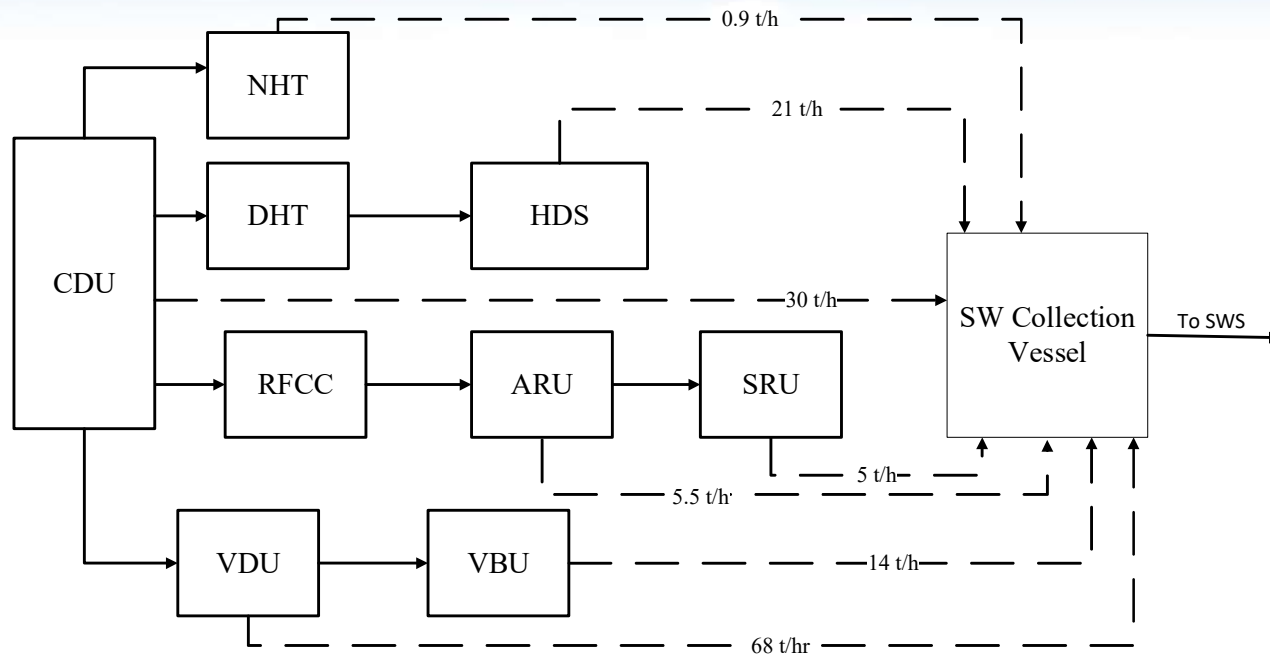 0.9 t/h
NHT
21 t/h
DHT
HDS
CDU
30 t/h
SW Collection
Vessel
To SWS
RFCC
ARU
SRU
5 t/h
5.5 t/h
VDU
VBU
14 t/h
68 t/hr